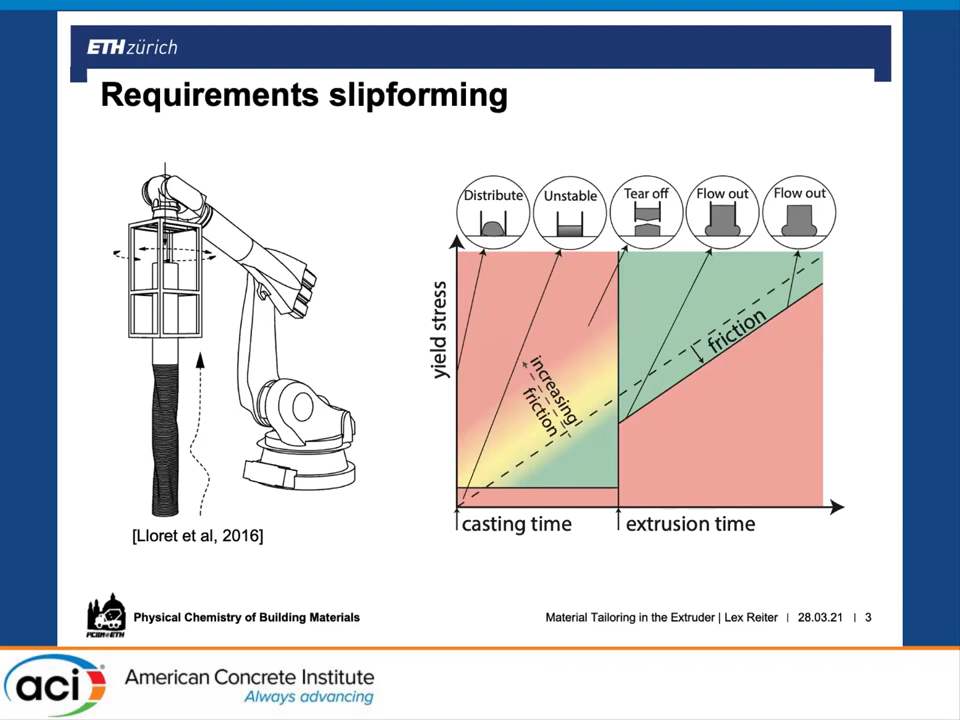 ETH zürich
Requirements slipforming
Distribute
Unstable
Tear off
Flow out
Flow out
yield stress
increasing
friction
friction
casting time
extrusion time
[Lloret et al, 2016]
PCBM@ETH
Physical Chemistry of Building Materials
Material Tailoring in the Extruder | Lex Reiter | 28.03.21 | 3
aci
American Concrete Institute
Always advancing